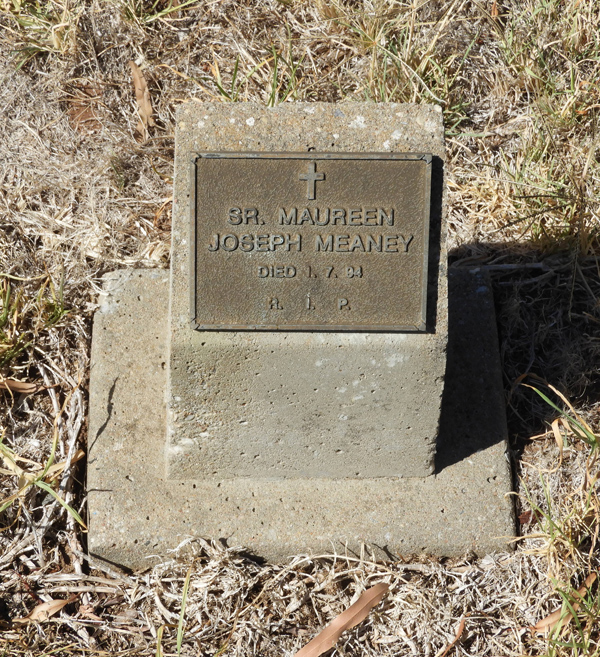 SR. MAUREEN
JOSEPH MEANEY
DIED 1. 7. 94
R. I. P.